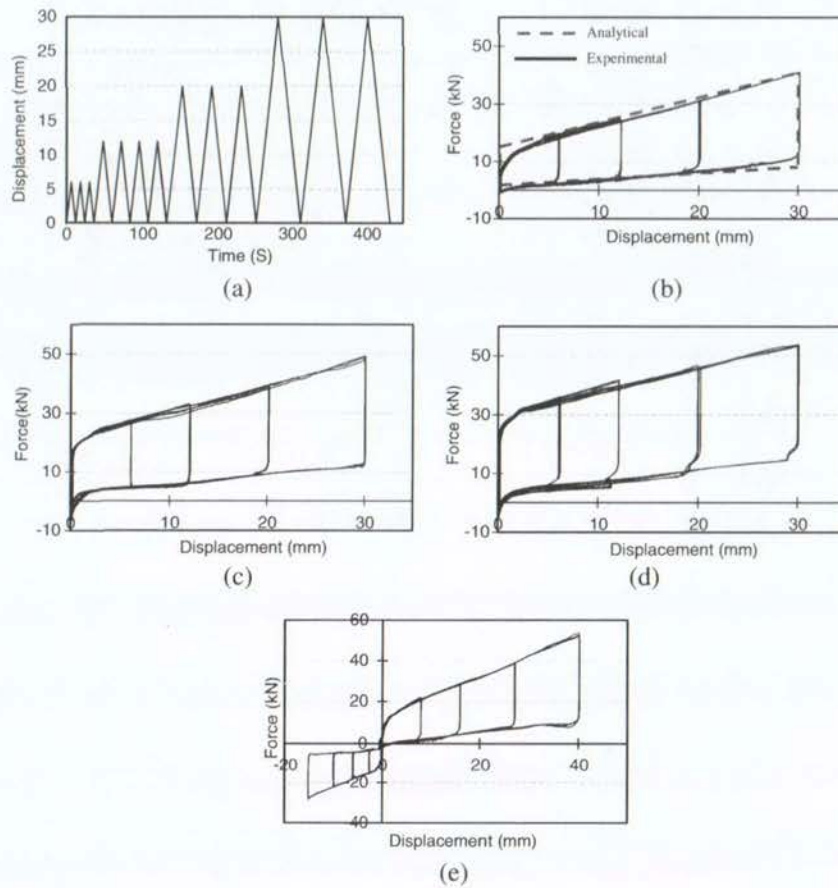 30
25
20
15
10
5
0
Displacement (mm)
0 100 200 300 400
Time (S)
(a)
Analytical
Experimental
50
30
10
-10
Force (kN)
10 20 30
Displacement (mm)
(b)
50
30
10
-10
Force(kN)
10 20 30
Displacement (mm)
(c)
50
30
10
-10
Force (kN)
10 20 30
Displacement (mm)
(d)
60
40
20
0
20
40
Force (kN)
-20 0 20 40
Displacement (mm)
(e)